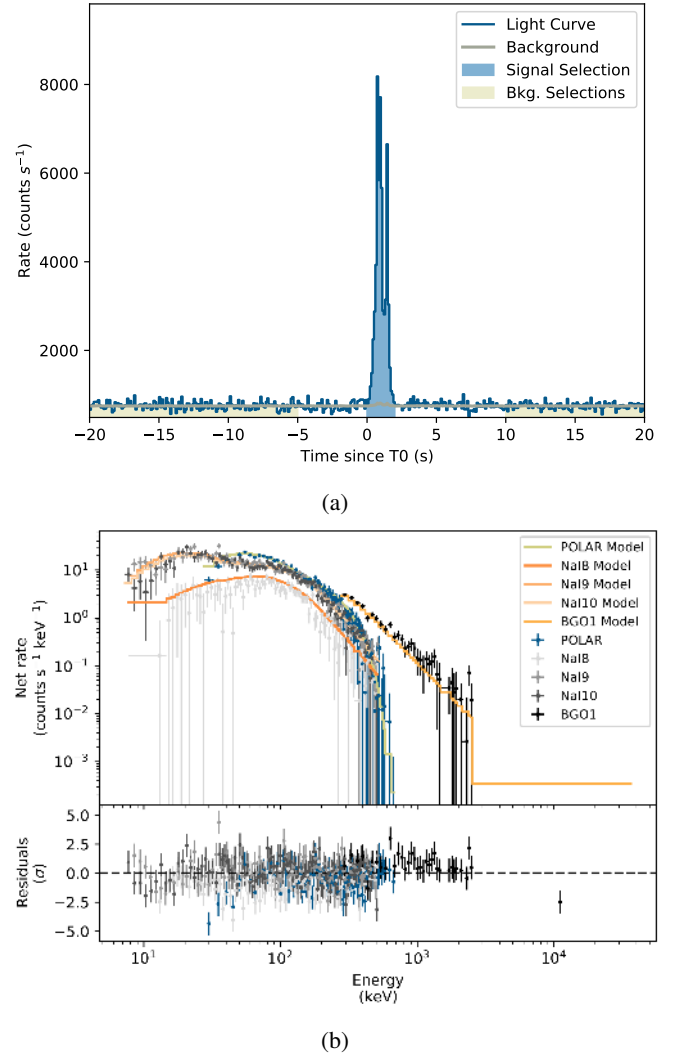 Light Curve
Background
Signal Selection
Bkg. Selections
8000
6000
4000
2000
Rate (counts s⁻¹)
−20 −15 −10 −5 0 5 10 15 20
Time since T0 (s)
(a)
POLAR Model
NaI8 Model
NaI9 Model
NaI10 Model
BGO1 Model
POLAR
NaI8
NaI9
NaI10
BGO1
10¹
10⁰
10⁻¹
10⁻²
10⁻³
Net rate
(counts s⁻¹ keV⁻¹)
5.0
2.5
0.0
−2.5
−5.0
Residuals
(σ)
10¹ 10² 10³ 10⁴
Energy
(keV)
(b)